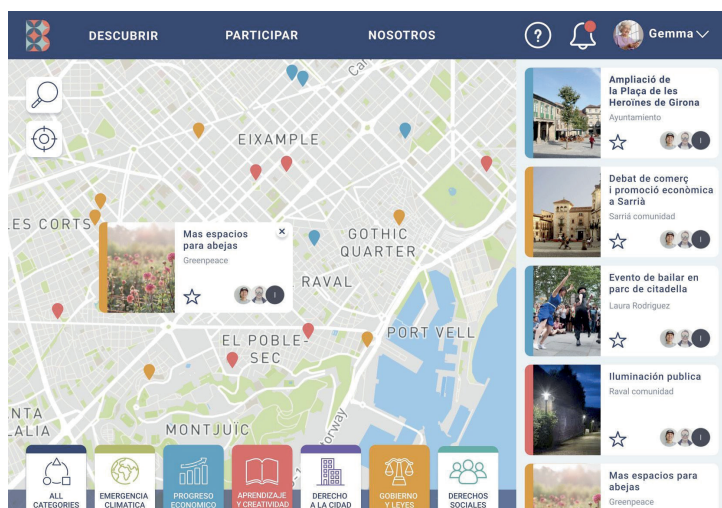 DESCUBRIR
PARTICIPAR
NOSOTROS
?
Gemma
EIXAMPLE
LES CORTS
Mas espacios
para abejas
Greenpeace
GOTHIC
QUARTER
RAVAL
EL POBLE-
SEC
PORT VELL
NTA
ALIA
MONTJUÏC
ALL
CATEGORIES
EMERGENCIA
CLIMATICA
PROGRESO
ECONOMICO
APRENDIZAJE
Y CREATIVIDAD
DERECHO
A LA CIDAD
GOBIERNO
Y LEYES
DERECHOS
SOCIALES
Ampliació de
la Plaça de les
Heroïnes de Girona
Ayuntamiento
Debat de comerç
i promoció econòmica
a Sarrià
Sarriá comunidad
Evento de bailar en
parc de citadella
Laura Rodriguez
Iluminación publica
Raval comunidad
Mas espacios para
abejas
Greenpeace